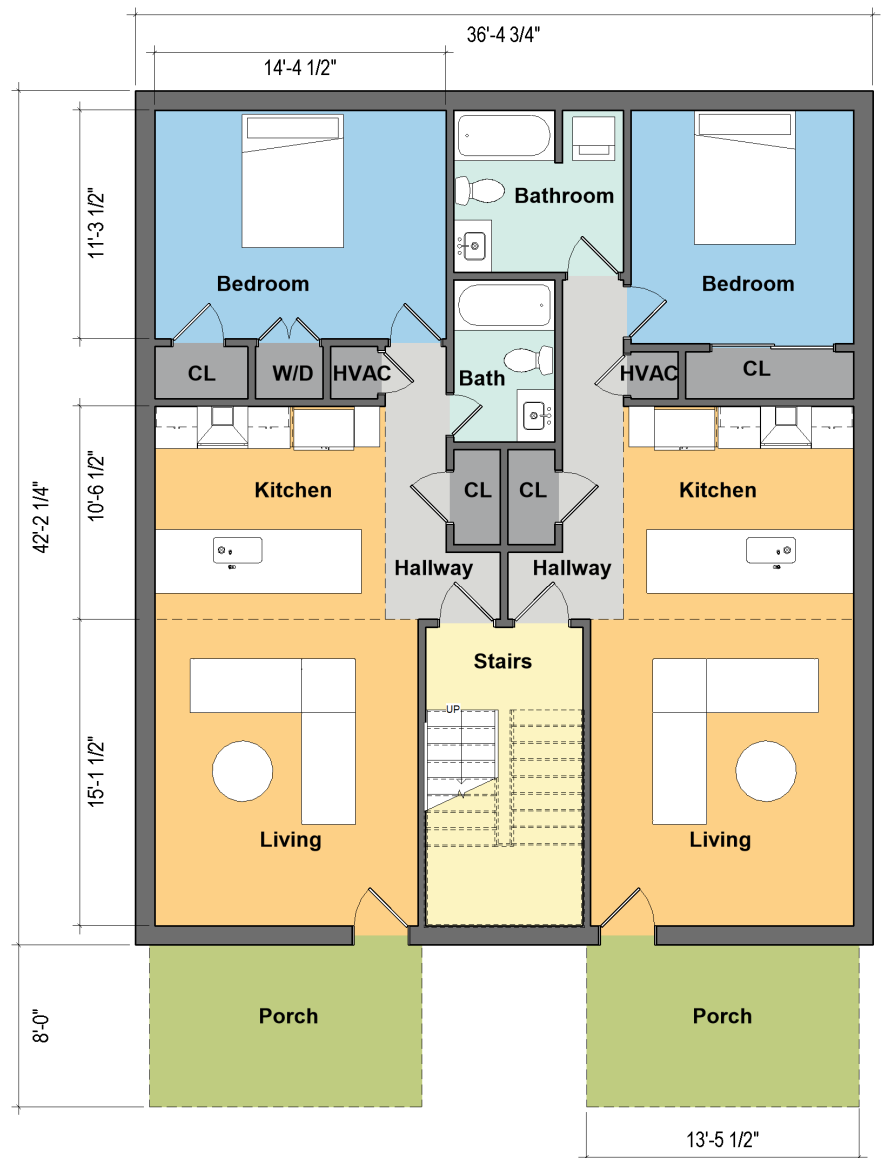 36'-4 3/4"
14'-4 1/2"
11'-3 1/2"
Bathroom
Bedroom
Bedroom
CL
W/D
HVAC
Bath
HVAC
CL
42'-2 1/4"
10'-6 1/2"
Kitchen
CL
CL
Kitchen
Hallway
Hallway
Stairs
UP
15'-1 1/2"
Living
Living
8'-0"
Porch
Porch
13'-5 1/2"